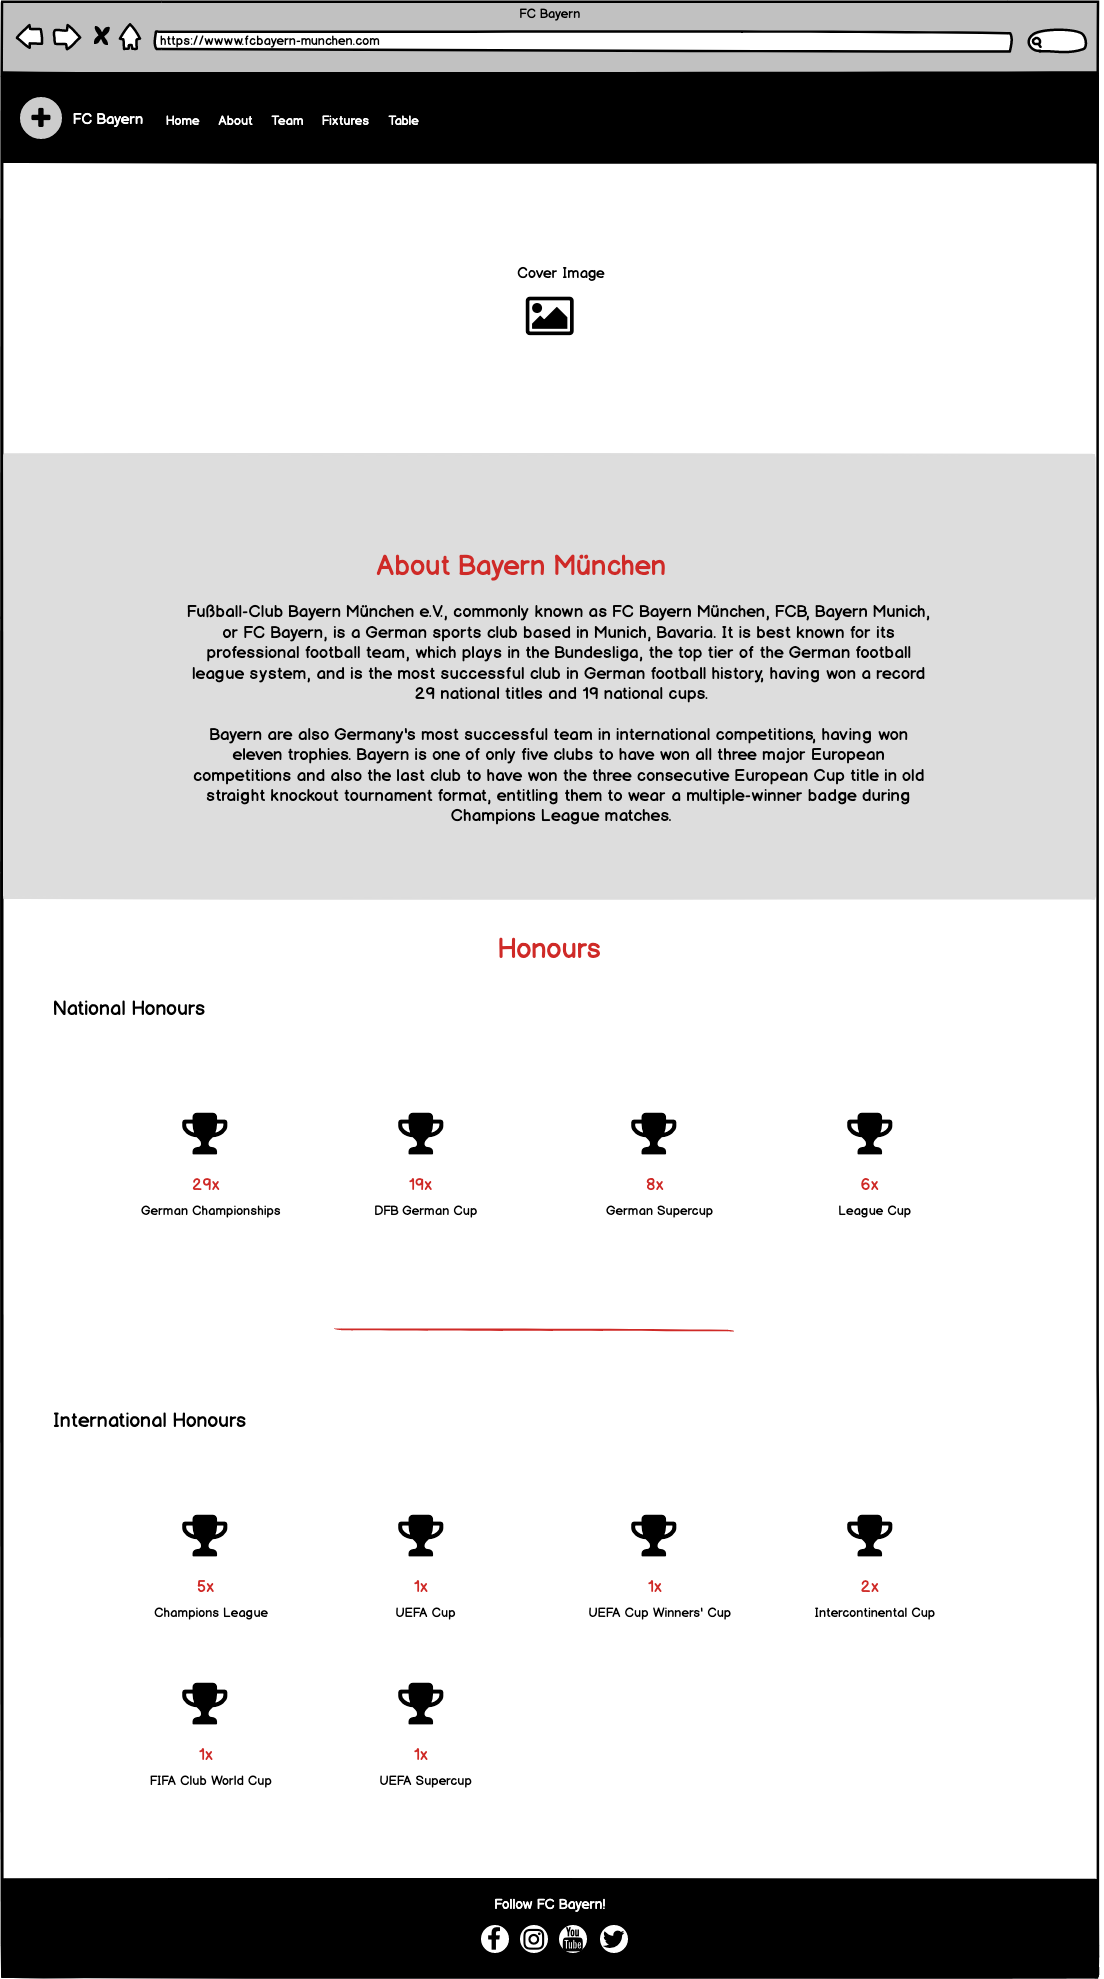 FC Bayern
https://wwww.fcbayern-munchen.com
FC Bayern Home About Team Fixtures Table
Cover Image
About Bayern München
Fußball-Club Bayern München e.V., commonly known as FC Bayern München, FCB, Bayern Munich,
or FC Bayern, is a German sports club based in Munich, Bavaria. It is best known for its
professional football team, which plays in the Bundesliga, the top tier of the German football
league system, and is the most successful club in German football history, having won a record
29 national titles and 19 national cups.
Bayern are also Germany's most successful team in international competitions, having won
eleven trophies. Bayern is one of only five clubs to have won all three major European
competitions and also the last club to have won the three consecutive European Cup title in old
straight knockout tournament format, entitling them to wear a multiple-winner badge during
Champions League matches.
Honours
National Honours
29x 19x 8x 6x
German Championships DFB German Cup German Supercup League Cup
International Honours
5x 1x 1x 2x
Champions League UEFA Cup UEFA Cup Winners' Cup Intercontinental Cup
1x 1x
FIFA Club World Cup UEFA Supercup
Follow FC Bayern!
You
Tube